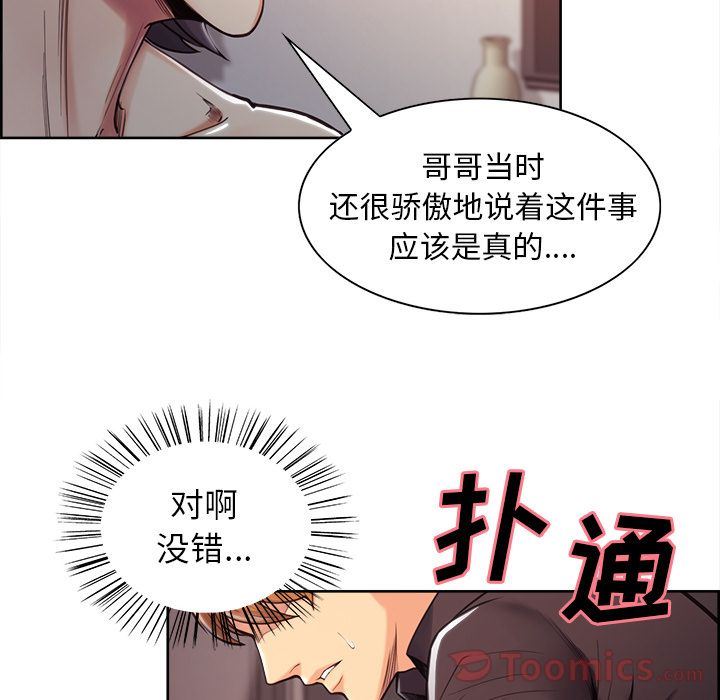 哥哥当时
还很骄傲地说着这件事
应该是真的....
对啊
没错...
扑通
Toomics.com